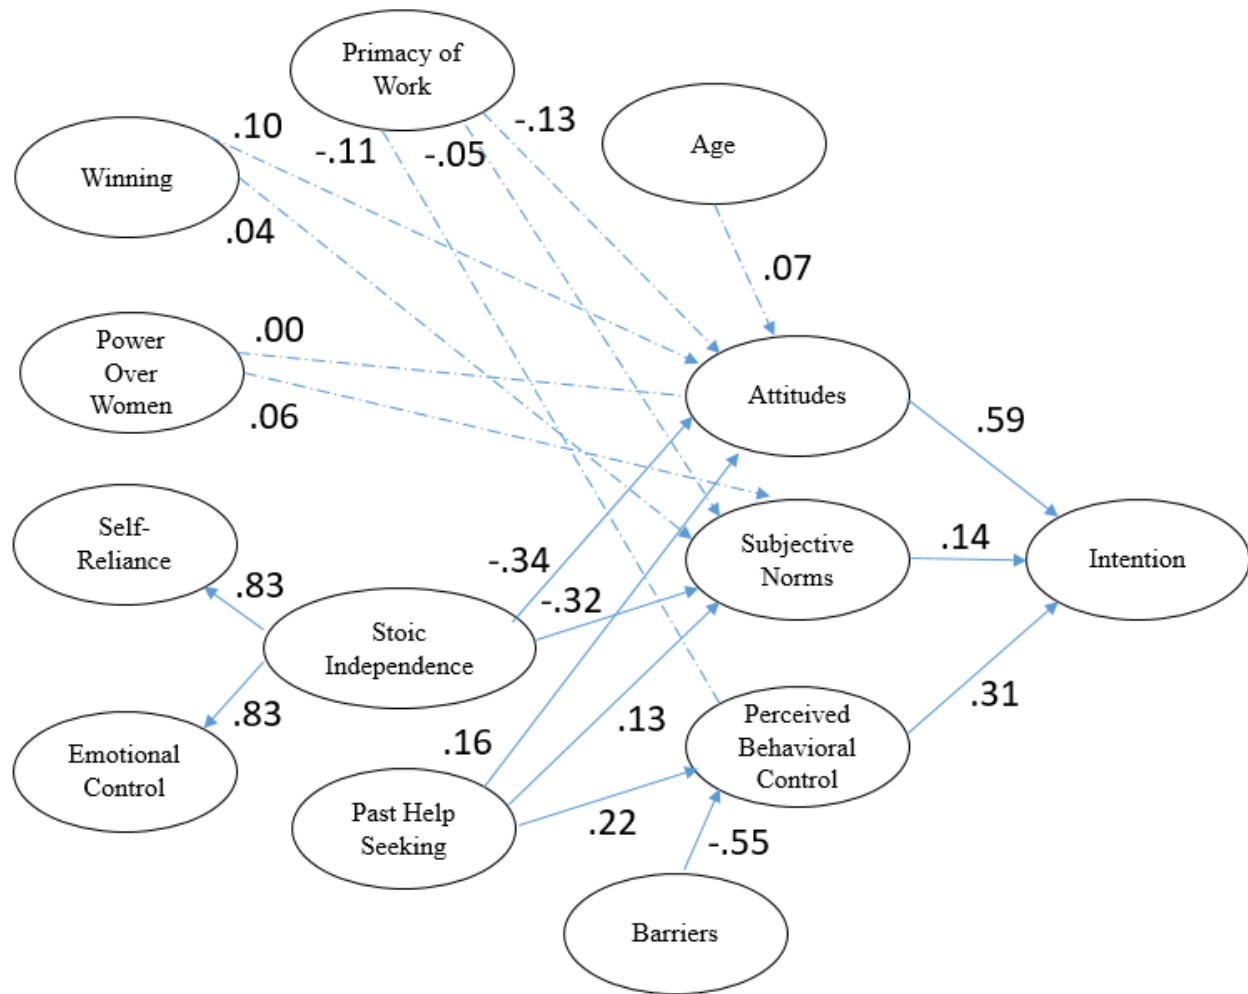 Primacy of
Work
.10
-.11
-.05
-.13
Age
Winning
.04
.07
Power
Over
Women
.00
.06
Attitudes
.59
Self-
Reliance
.83
-.34
-.32
Subjective
Norms
.14
Intention
Stoic
Independence
.83
Emotional
Control
.16
.13
Perceived
Behavioral
Control
.31
Past Help
Seeking
.22
-.55
Barriers